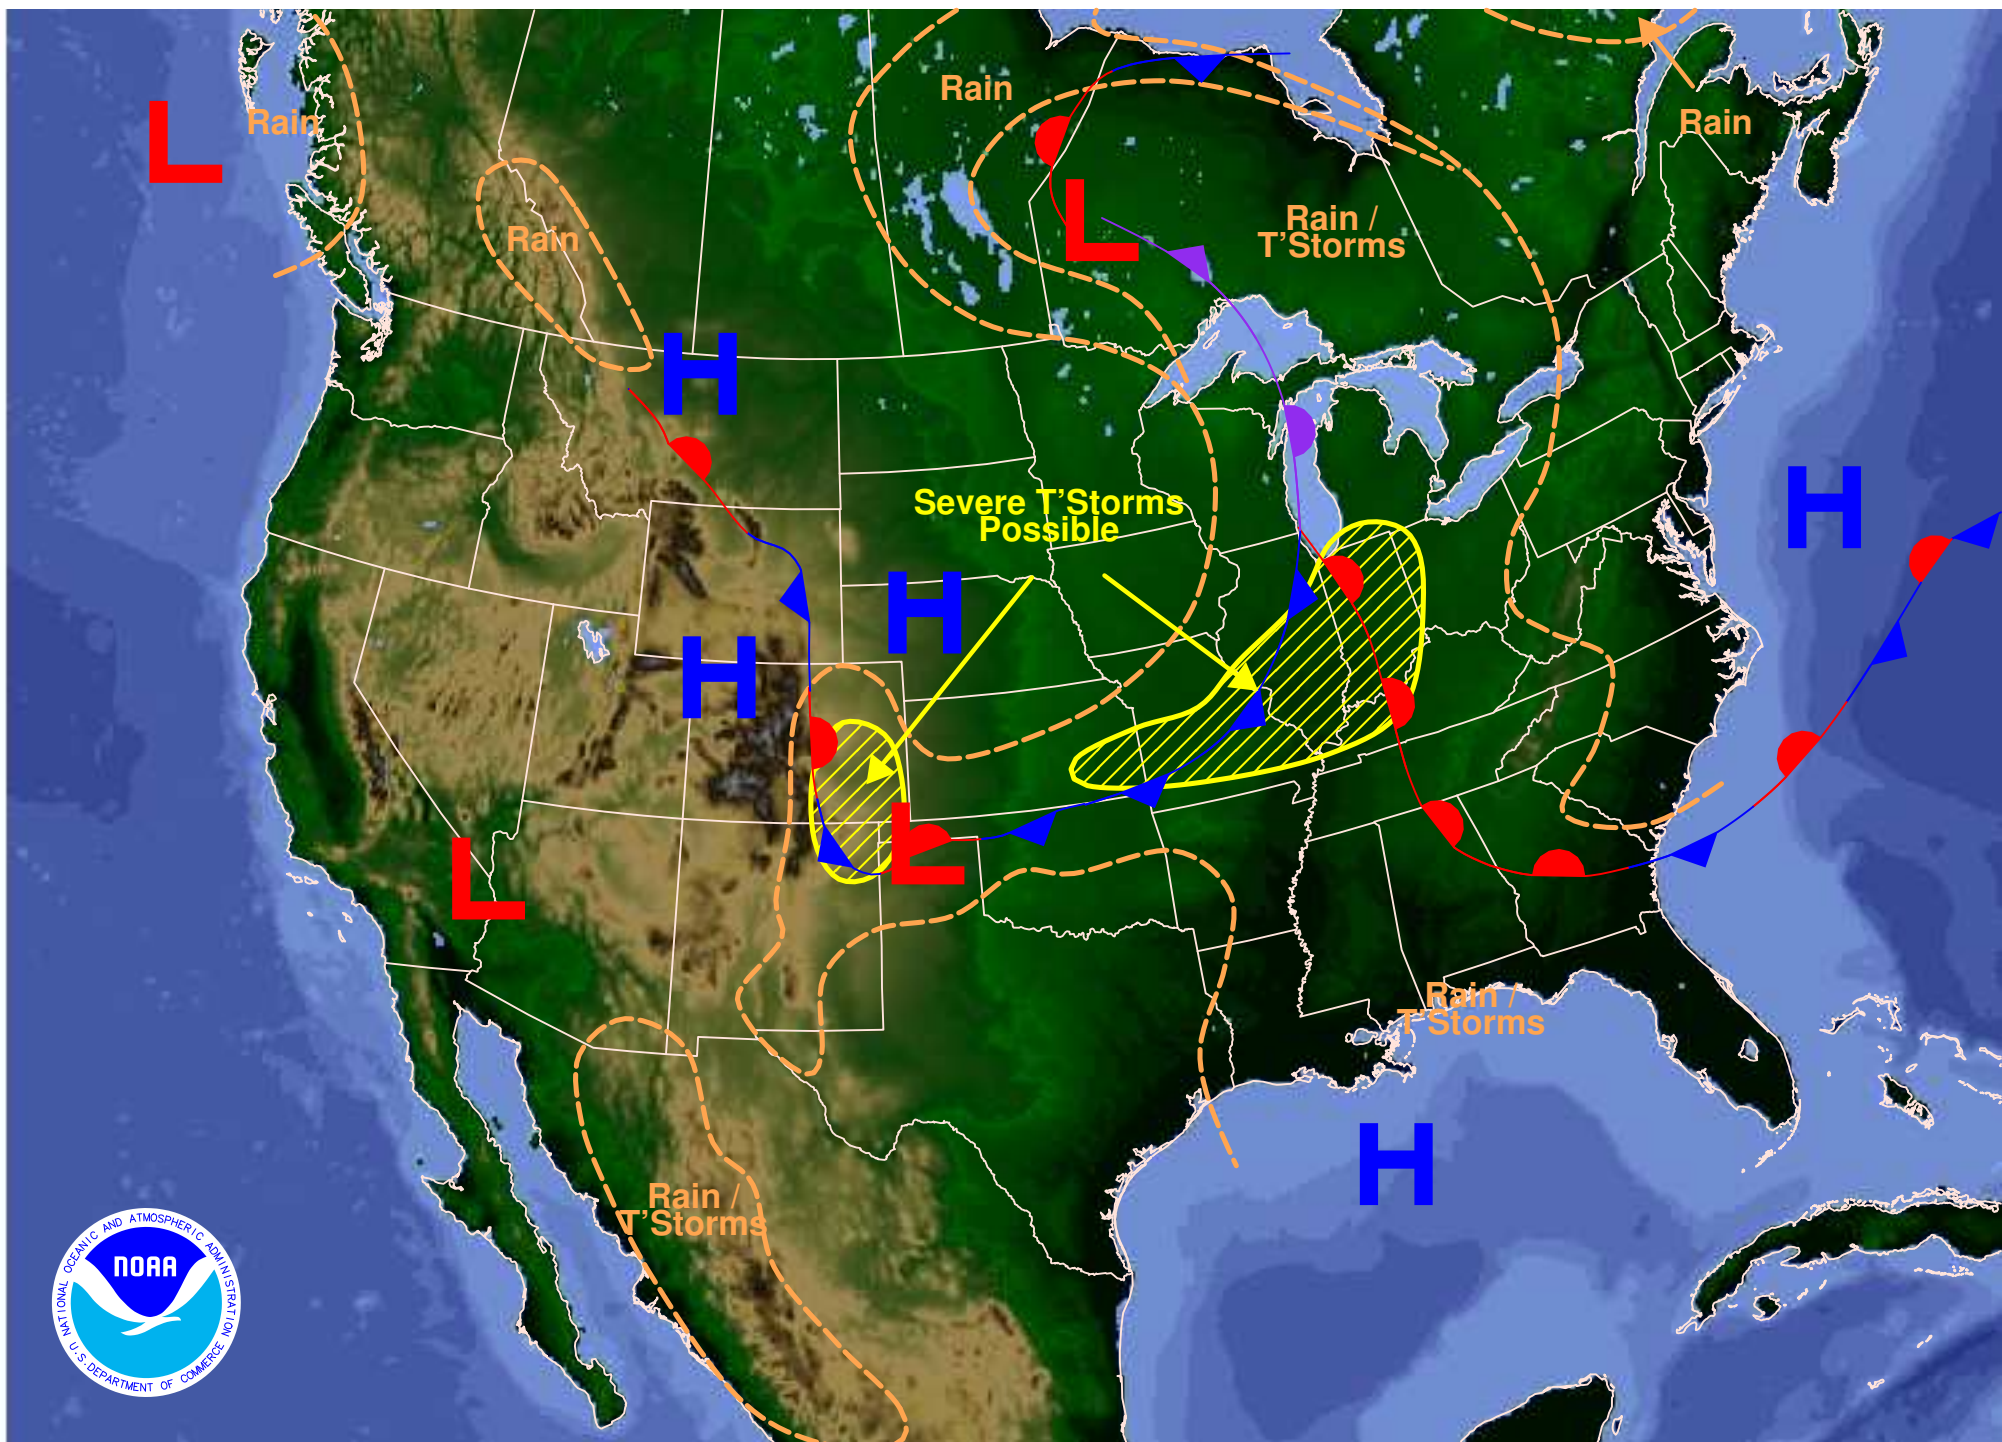 Rain
L
Rain
Rain
Rain
L
Rain /
T'Storms
H
Severe T'Storms
Possible
H
H
H
L
L
Rain /
T'Storms
H
Rain /
T'Storms
NATIONAL OCEANIC AND ATMOSPHERIC ADMINISTRATION
NOAA
U.S. DEPARTMENT OF COMMERCE